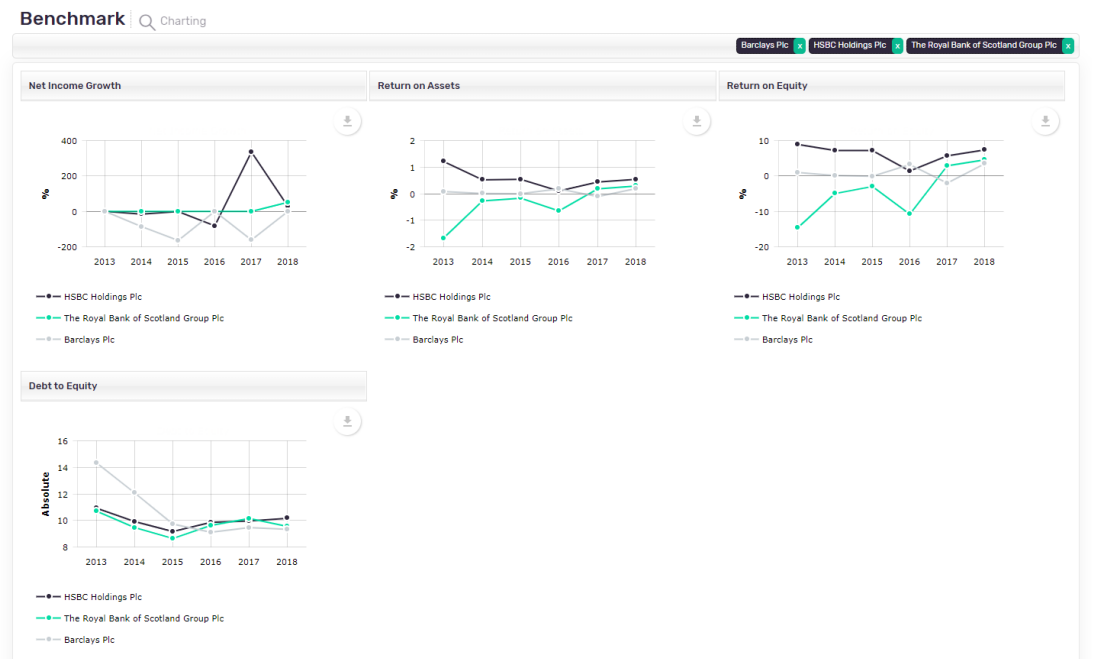 Benchmark Charting
Barclays Plc x HSBC Holdings Plc x The Royal Bank of Scotland Group Plc x
Net Income Growth
400
200
0
-200
%
2013 2014 2015 2016 2017 2018
HSBC Holdings Plc
The Royal Bank of Scotland Group Plc
Barclays Plc
Return on Assets
2
1
0
-1
-2
%
2013 2014 2015 2016 2017 2018
HSBC Holdings Plc
The Royal Bank of Scotland Group Plc
Barclays Plc
Return on Equity
10
0
-10
-20
%
2013 2014 2015 2016 2017 2018
HSBC Holdings Plc
The Royal Bank of Scotland Group Plc
Barclays Plc
Debt to Equity
16
14
12
10
8
Absolute
2013 2014 2015 2016 2017 2018
HSBC Holdings Plc
The Royal Bank of Scotland Group Plc
Barclays Plc